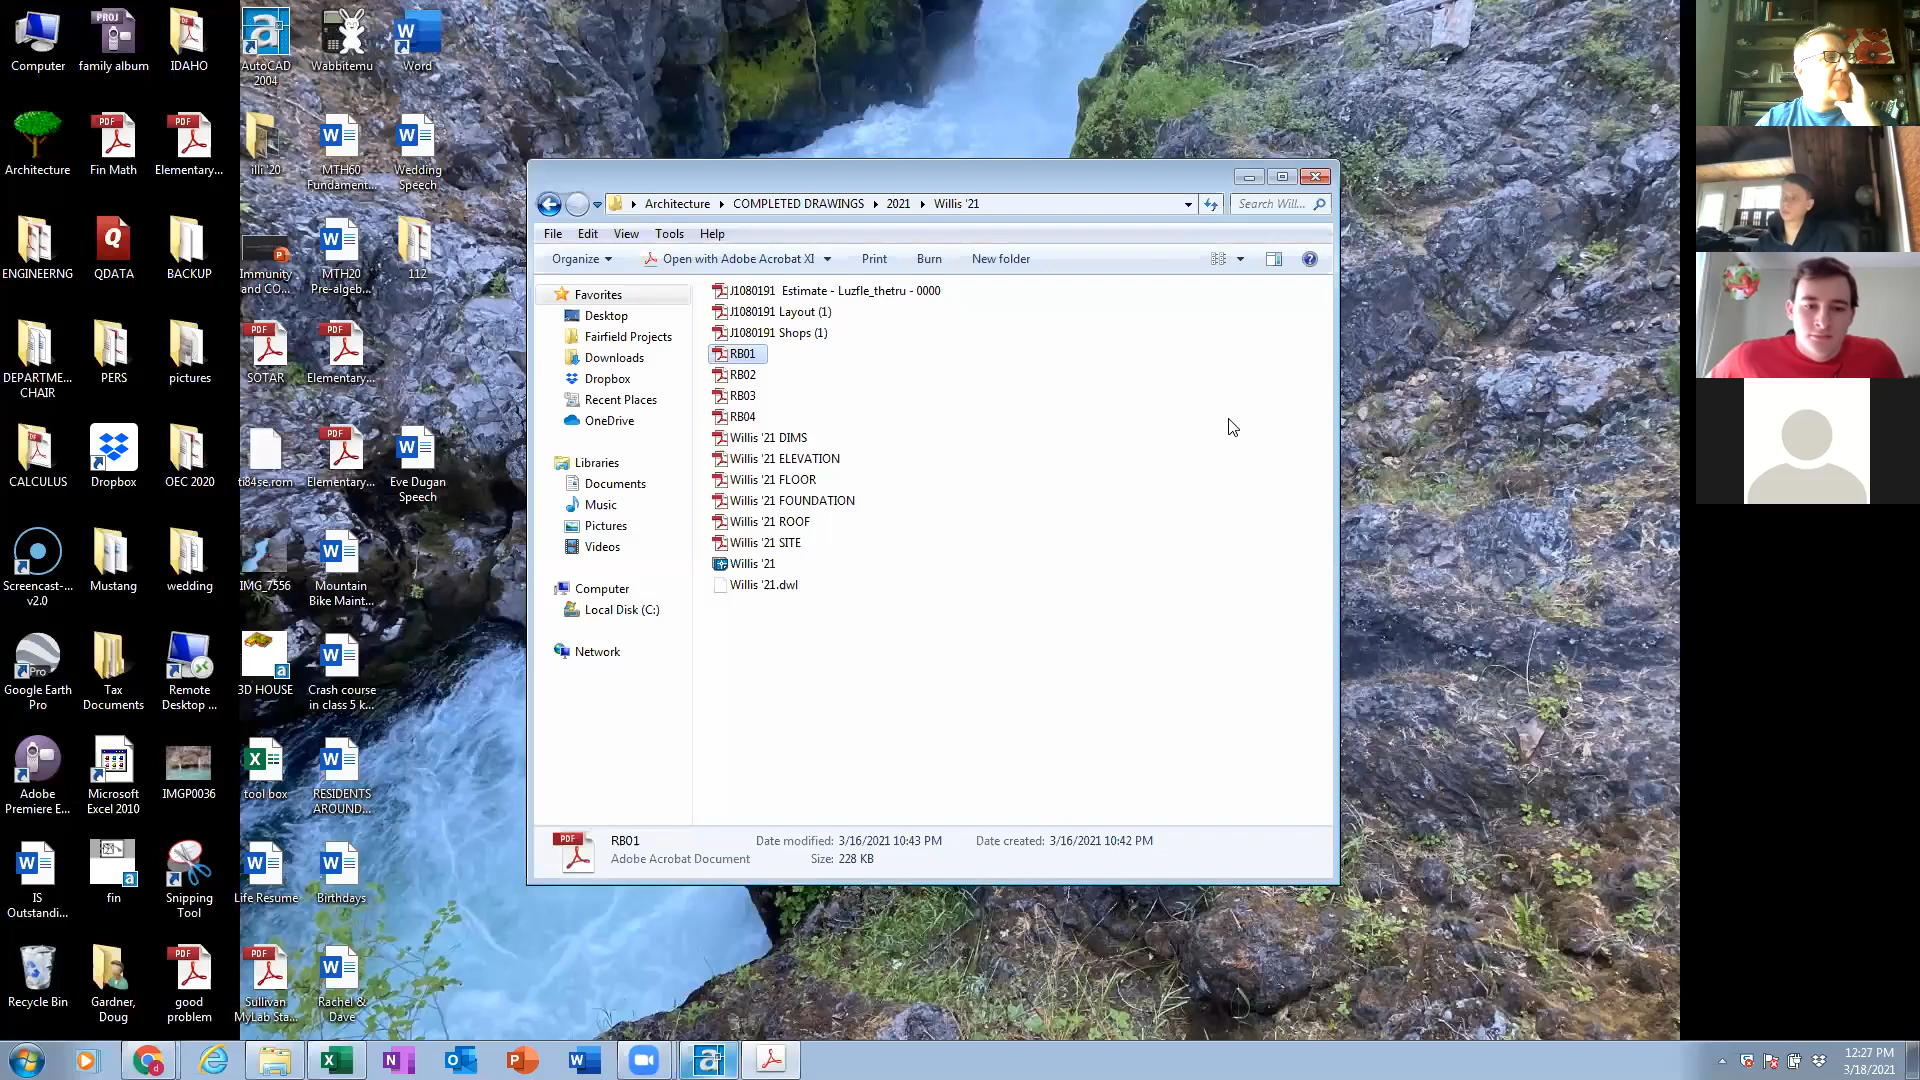 Computer
family album
IDAHO
AutoCAD
2004
Wabbitemu
Word
Architecture
Fin Math
Elementary...
illi '20
MTH60
Fundament...
Wedding
Speech
ENGINEERNG
QDATA
BACKUP
Immunity
and CO...
MTH20
Pre-algeb...
112
DEPARTME...
CHAIR
PERS
pictures
SOTAR
Elementary...
CALCULUS
Dropbox
OEC 2020
ti84se.rom
Elementary...
Eve Dugan
Speech
Screencast-...
v2.0
Mustang
wedding
IMG_7556
Mountain
Bike Maint...
Google Earth
Pro
Tax
Documents
Remote
Desktop ...
3D HOUSE
Crash course
in class 5 k...
Adobe
Premiere E...
Microsoft
Excel 2010
IMGP0036
tool box
RESIDENTS
AROUND...
IS
Outstandi...
fin
Snipping
Tool
Life Resume
Birthdays
Recycle Bin
Gardner,
Doug
good
problem
Sullivan
MyLab Sta...
Rachel &
Dave
Architecture
COMPLETED DRAWINGS
2021
Willis '21
Search Will...
File Edit View Tools Help
Organize
Open with Adobe Acrobat XI
Print
Burn
New folder
Favorites
Desktop
Fairfield Projects
Downloads
Dropbox
Recent Places
OneDrive
Libraries
Documents
Music
Pictures
Videos
Computer
Local Disk (C:)
Network
J1080191 Estimate - Luzfle_thetru - 0000
J1080191 Layout (1)
J1080191 Shops (1)
RB01
RB02
RB03
RB04
Willis '21 DIMS
Willis '21 ELEVATION
Willis '21 FLOOR
Willis '21 FOUNDATION
Willis '21 ROOF
Willis '21 SITE
Willis '21
Willis '21.dwl
RB01
Date modified: 3/16/2021 10:43 PM
Date created: 3/16/2021 10:42 PM
Adobe Acrobat Document
Size: 228 KB
12:27 PM
3/18/2021